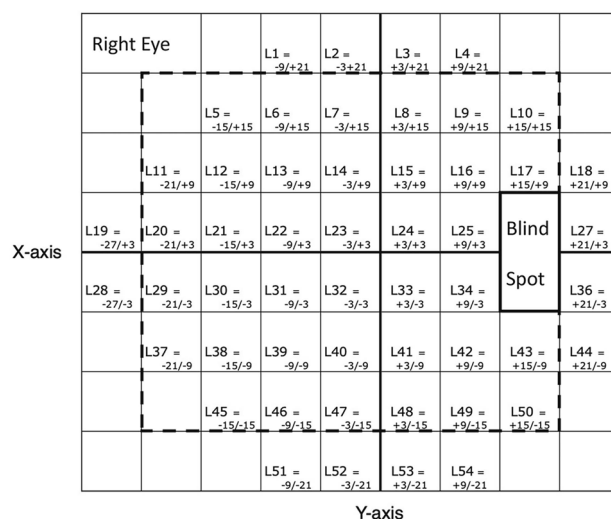 Right Eye
L1 = L2 = L3 = L4 =
-9/+21 -3+21 +3/+21 +9/+21
L5 = L6 = L7 = L8 = L9 = L10 =
-15/+15 -9/+15 -3/+15 +3/+15 +9/+15 +15/+15
L11 = L12 = L13 = L14 = L15 = L16 = L17 = L18 =
-21/+9 -15/+9 -9/+9 -3/+9 +3/+9 +9/+9 +15/+9 +21/+9
L19 = L20 = L21 = L22 = L23 = L24 = L25 = Blind L27 =
-27/+3 -21/+3 -15/+3 -9/+3 -3/+3 +3/+3 +9/+3 +21/+3
X-axis
L28 = L29 = L30 = L31 = L32 = L33 = L34 = Spot L36 =
-27/-3 -21/-3 -15/-3 -9/-3 -3/-3 +3/-3 +9/-3 +21/-3
L37 = L38 = L39 = L40 = L41 = L42 = L43 = L44 =
-21/-9 -15/-9 -9/-9 -3/-9 +3/-9 +9/-9 +15/-9 +21/-9
L45 = L46 = L47 = L48 = L49 = L50 =
-15/-15 -9/-15 -3/-15 +3/-15 +9/-15 +15/-15
L51 = L52 = L53 = L54 =
-9/-21 -3/-21 +3/-21 +9/-21
Y-axis